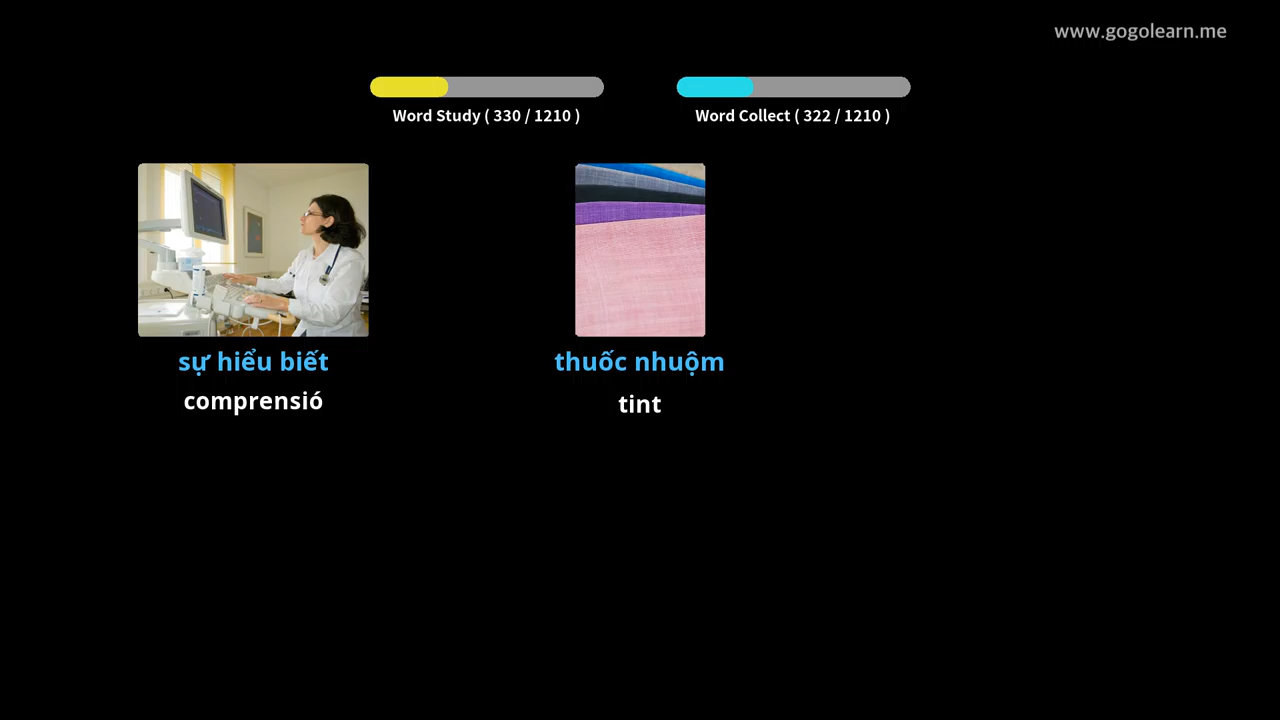 www.gogolearn.me
Word Study ( 330 / 1210 )
Word Collect ( 322 / 1210 )
sự hiểu biết
comprensió
thuốc nhuộm
tint